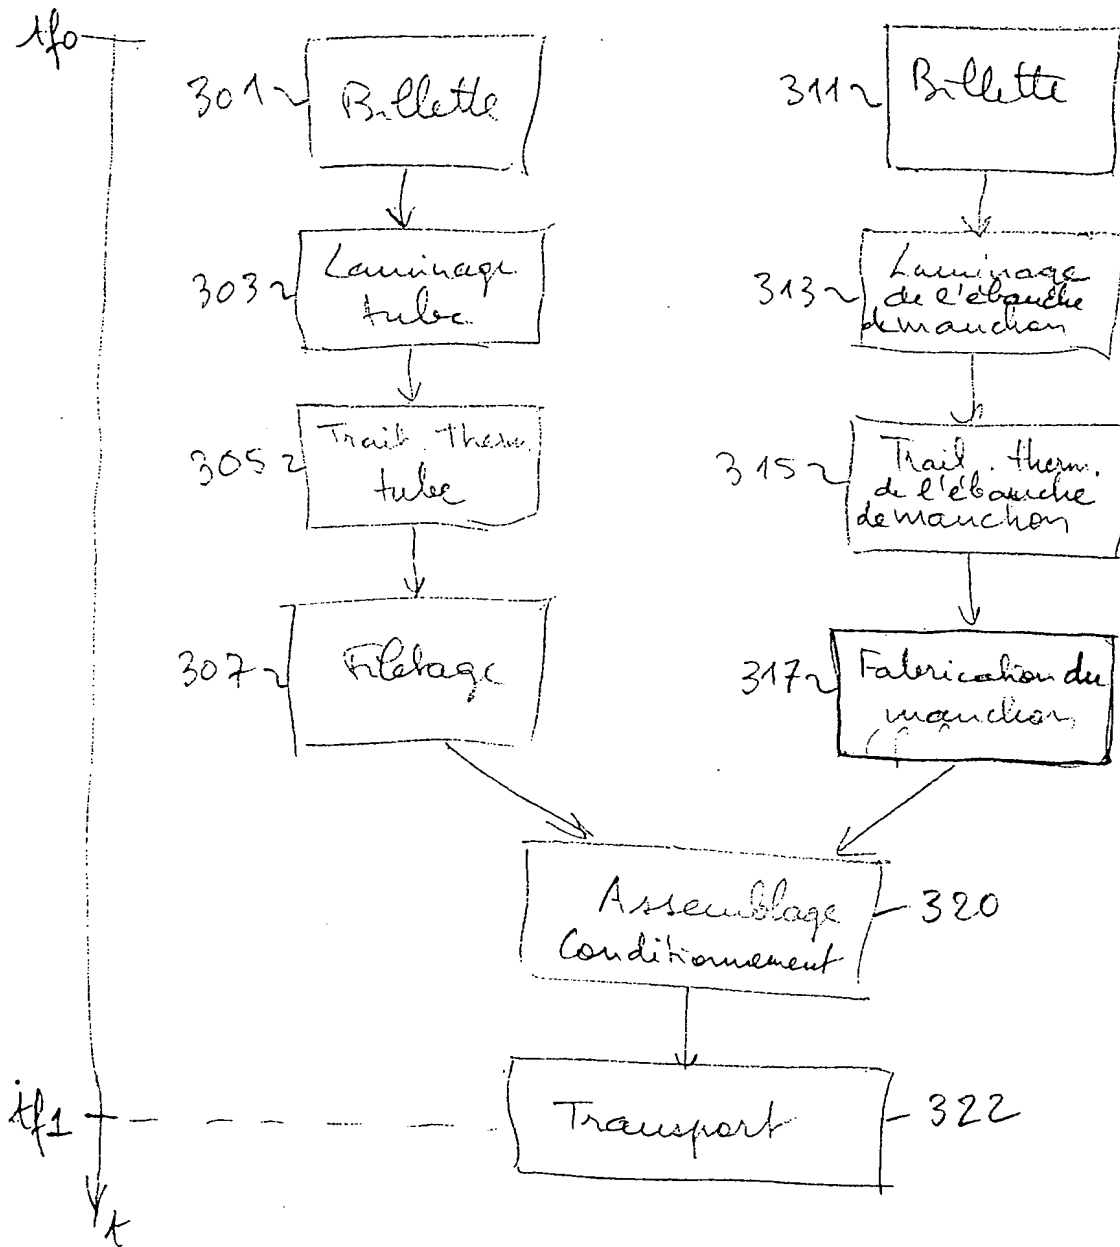 tf0
301
Billette
311
Billette
303
Laminage
tube
313
Laminage
de l'ébauche
de manchon
305
Trait. therm.
tube
315
Trait. therm.
de l'ébauche
de manchon
307
Filetage
317
Fabrication du
manchon
Assemblage
Conditionnement
320
tf1
Transport
322
t